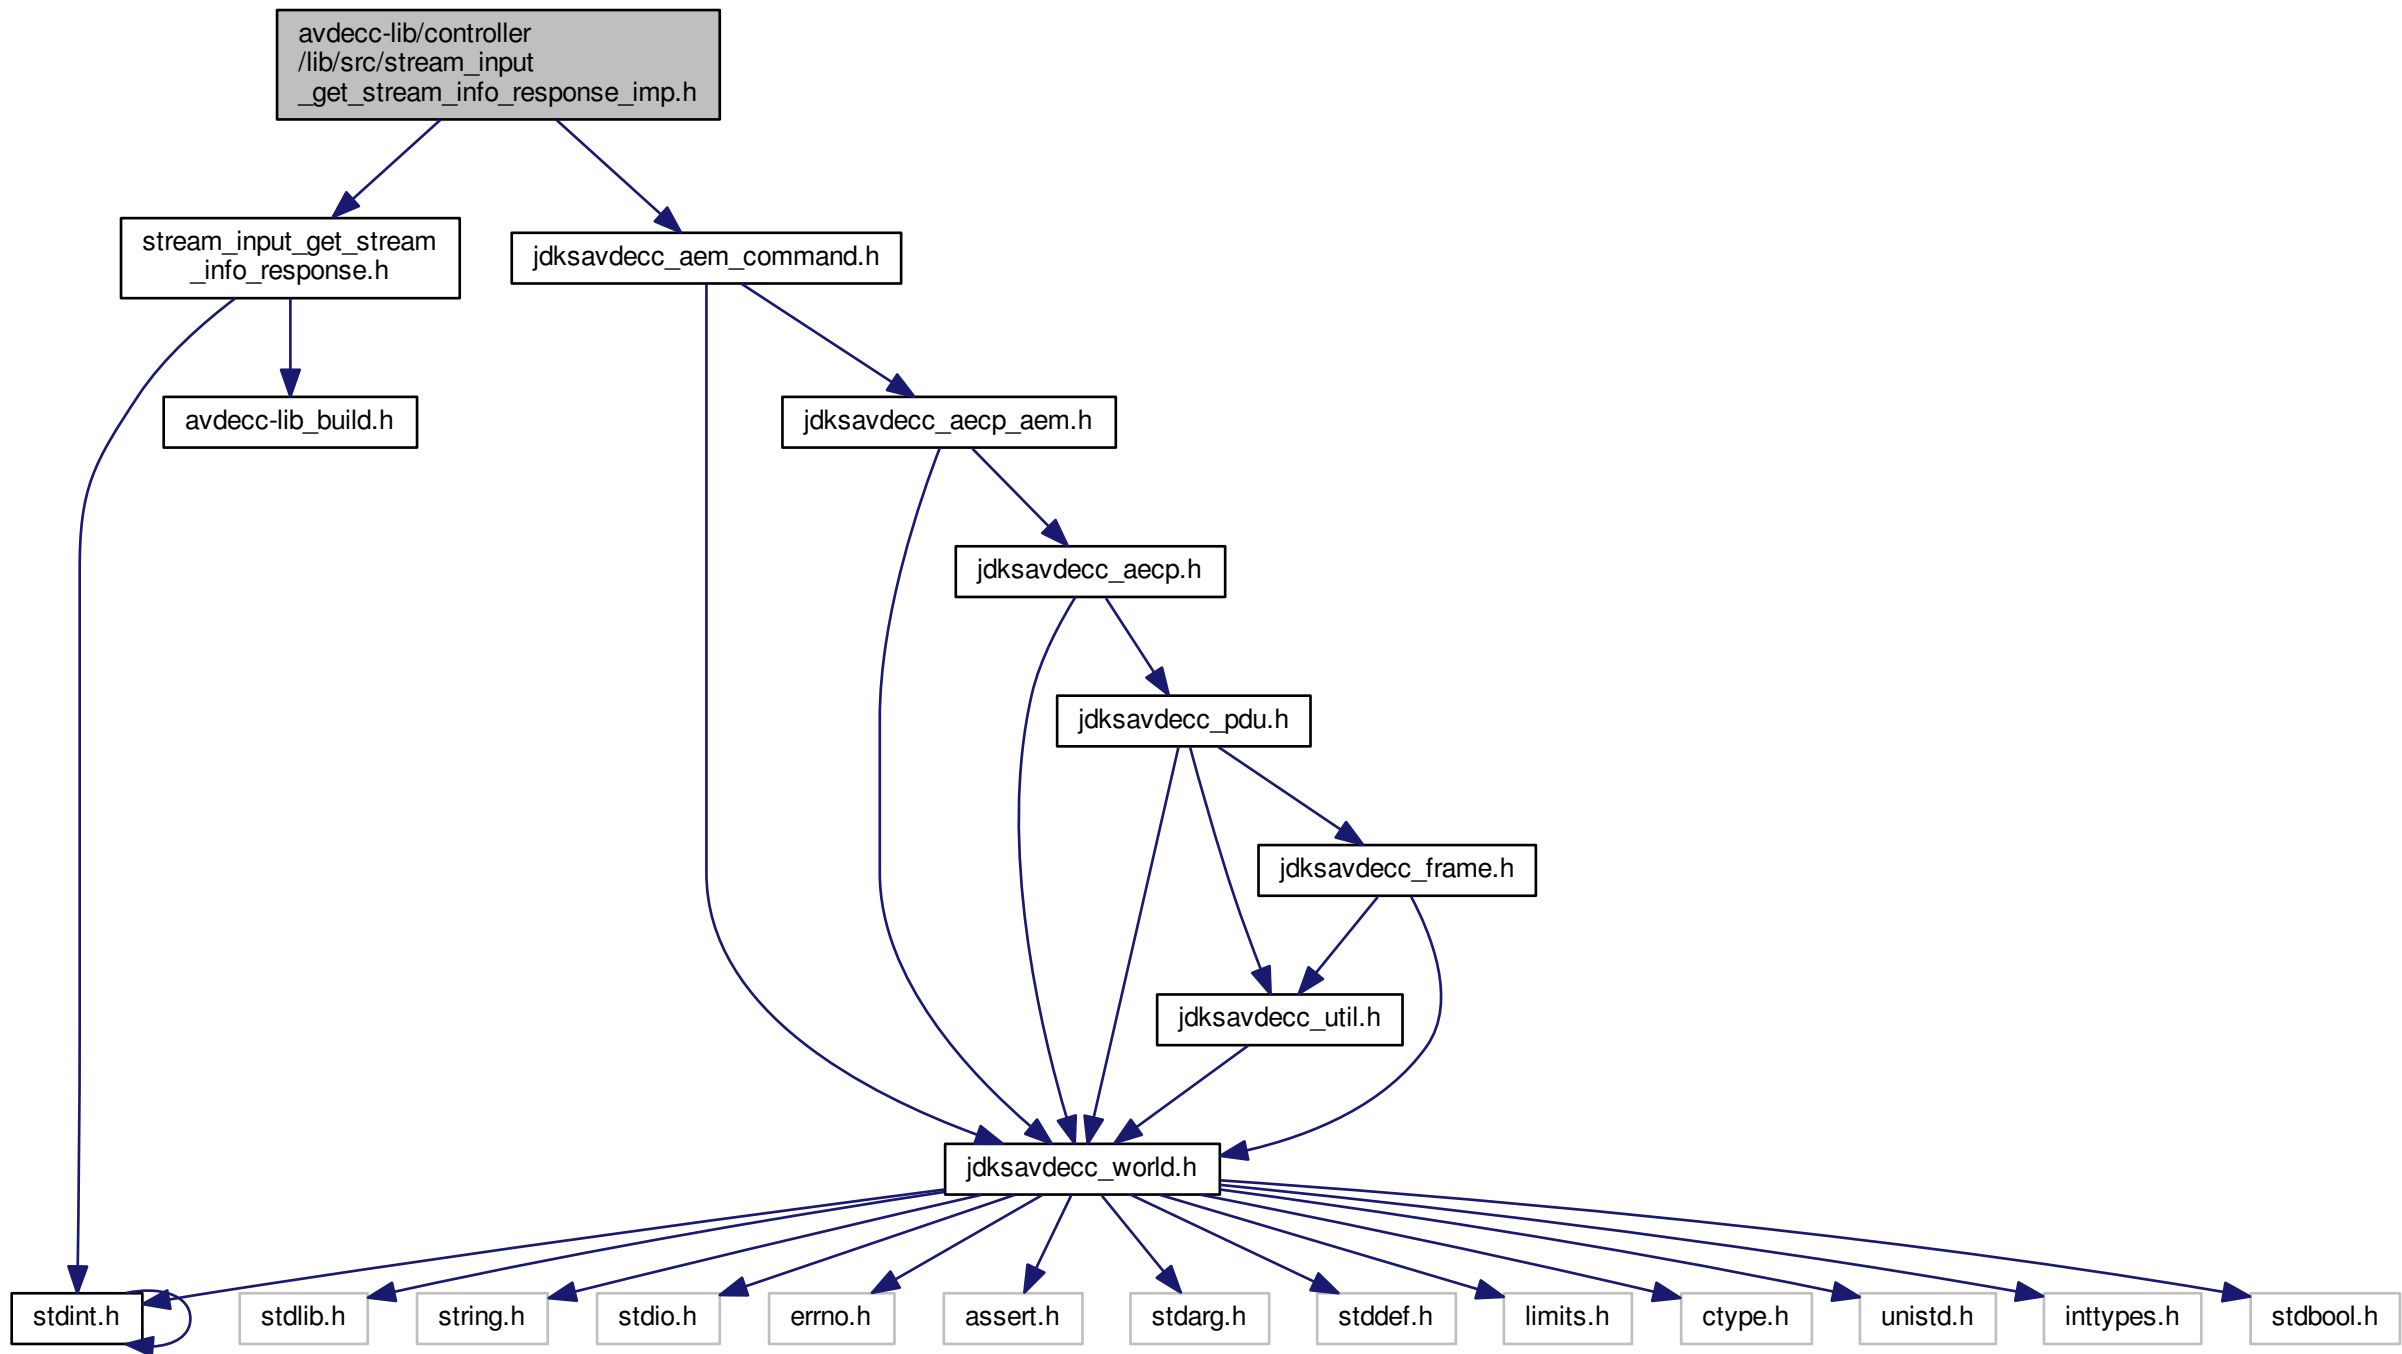 avdecc-lib/controller
/lib/src/stream_input
_get_stream_info_response_imp.h
stream_input_get_stream
_info_response.h
jdksavdecc_aem_command.h
avdecc-lib_build.h
jdksavdecc_aecp_aem.h
jdksavdecc_aecp.h
jdksavdecc_pdu.h
jdksavdecc_frame.h
jdksavdecc_util.h
jdksavdecc_world.h
stdint.h
stdlib.h
string.h
stdio.h
errno.h
assert.h
stdarg.h
stddef.h
limits.h
ctype.h
unistd.h
inttypes.h
stdbool.h